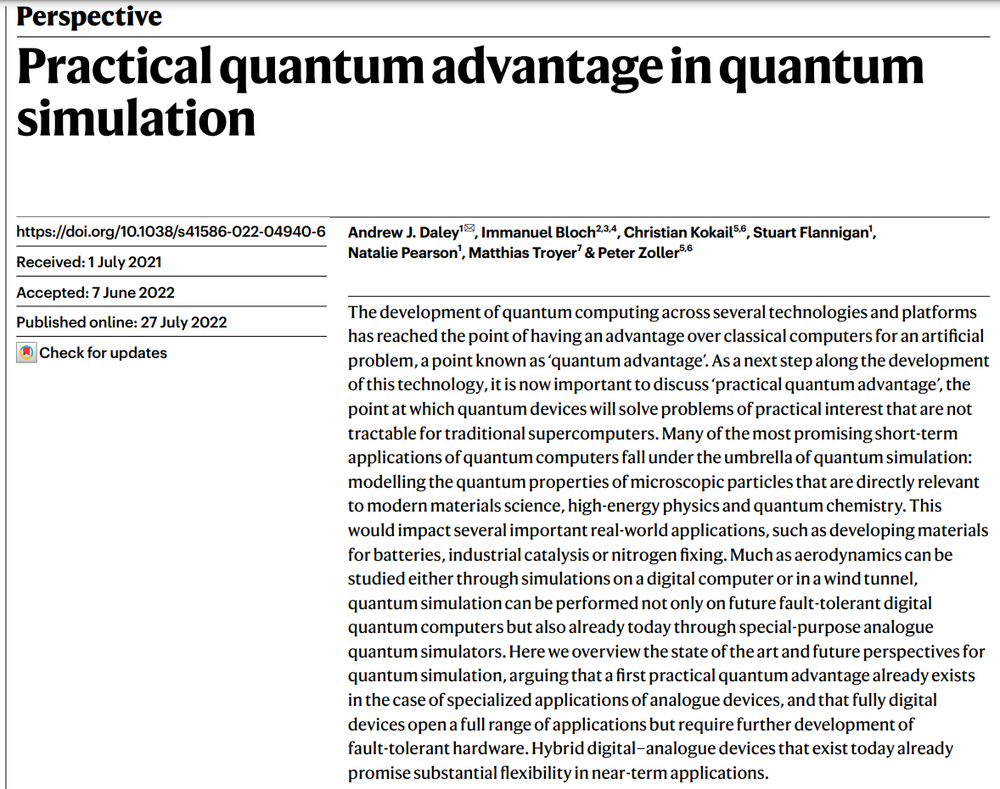 Perspective
Practical quantum advantage in quantum
simulation
https://doi.org/10.1038/s41586-022-04940-6
Received: 1 July 2021
Accepted: 7 June 2022
Published online: 27 July 2022
Check for updates
Andrew J. Daley1✉, Immanuel Bloch2,3,4, Christian Kokail5,6, Stuart Flannigan1,
Natalie Pearson1, Matthias Troyer7 & Peter Zoller5,6
The development of quantum computing across several technologies and platforms
has reached the point of having an advantage over classical computers for an artificial
problem, a point known as ‘quantum advantage’. As a next step along the development
of this technology, it is now important to discuss ‘practical quantum advantage’, the
point at which quantum devices will solve problems of practical interest that are not
tractable for traditional supercomputers. Many of the most promising short-term
applications of quantum computers fall under the umbrella of quantum simulation:
modelling the quantum properties of microscopic particles that are directly relevant
to modern materials science, high-energy physics and quantum chemistry. This
would impact several important real-world applications, such as developing materials
for batteries, industrial catalysis or nitrogen fixing. Much as aerodynamics can be
studied either through simulations on a digital computer or in a wind tunnel,
quantum simulation can be performed not only on future fault-tolerant digital
quantum computers but also already today through special-purpose analogue
quantum simulators. Here we overview the state of the art and future perspectives for
quantum simulation, arguing that a first practical quantum advantage already exists
in the case of specialized applications of analogue devices, and that fully digital
devices open a full range of applications but require further development of
fault-tolerant hardware. Hybrid digital–analogue devices that exist today already
promise substantial flexibility in near-term applications.